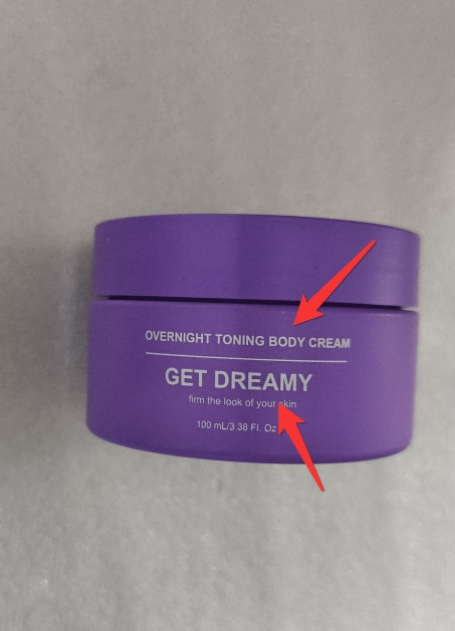 OVERNIGHT TONING BODY CREAM
GET DREAMY
firm the look of your skin
100 mL/3 38 Fl. Oz